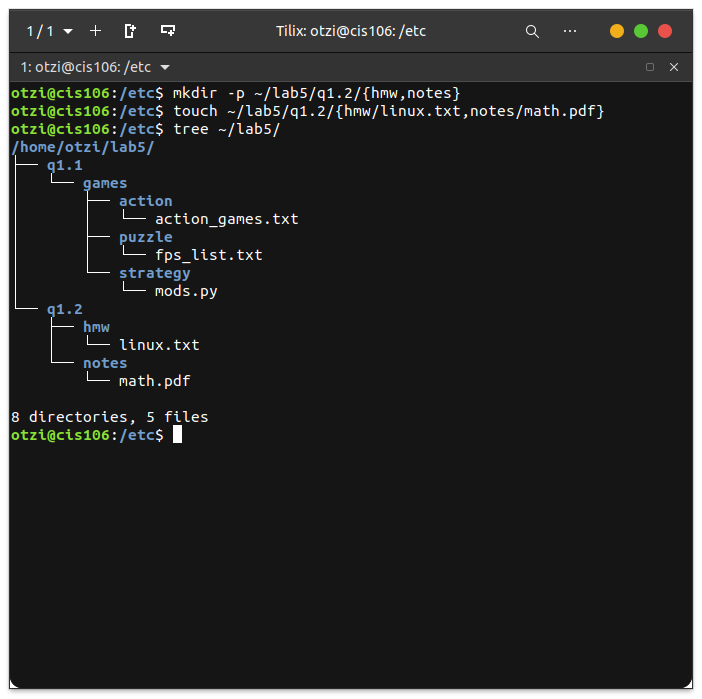 1 / 1
Tilix: otzi@cis106: /etc
1: otzi@cis106: /etc
otzi@cis106:/etc$ mkdir -p ~/lab5/q1.2/{hmw,notes}
otzi@cis106:/etc$ touch ~/lab5/q1.2/{hmw/linux.txt,notes/math.pdf}
otzi@cis106:/etc$ tree ~/lab5/
/home/otzi/lab5/
├── q1.1
│   └── games
│       ├── action
│       │   └── action_games.txt
│       ├── puzzle
│       │   └── fps_list.txt
│       └── strategy
│           └── mods.py
└── q1.2
    ├── hmw
    │   └── linux.txt
    └── notes
        └── math.pdf
8 directories, 5 files
otzi@cis106:/etc$